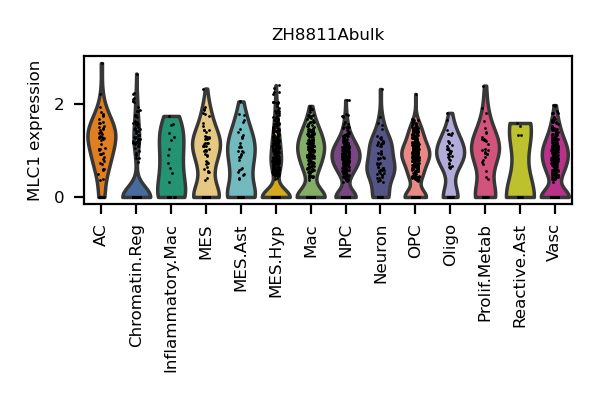 ZH8811Abulk
MLC1 expression
2
0
AC
Chromatin.Reg
Inflammatory.Mac
MES
MES.Ast
MES.Hyp
Mac
NPC
Neuron
OPC
Oligo
Prolif.Metab
Reactive.Ast
Vasc